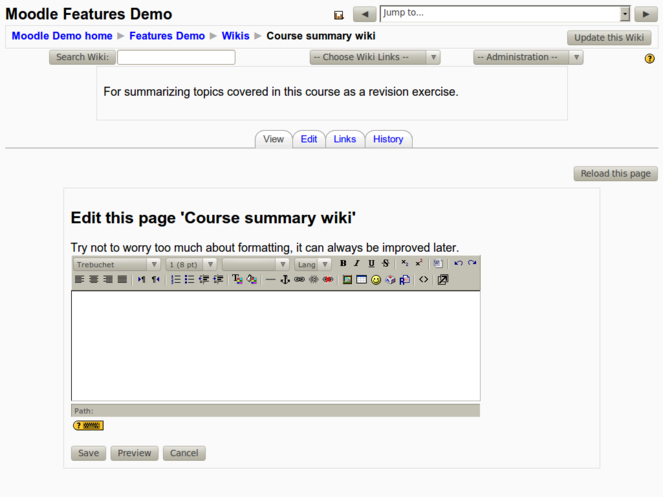 Moodle Features Demo
Jump to...
Moodle Demo home ► Features Demo ► Wikis ► Course summary wiki
Update this Wiki
Search Wiki:
-- Choose Wiki Links --
-- Administration --
For summarizing topics covered in this course as a revision exercise.
View Edit Links History
Reload this page
Edit this page 'Course summary wiki'
Try not to worry too much about formatting, it can always be improved later.
Trebuchet 1 (8 pt) Lang B I U S
Path:
Save Preview Cancel